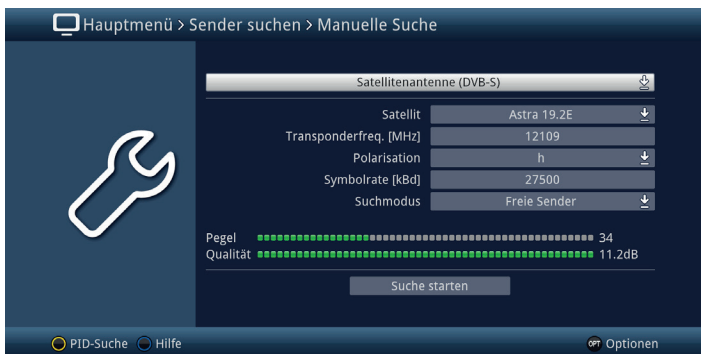 Hauptmenü > Sender suchen > Manuelle Suche
Satellitenantenne (DVB-S)
Satellit Astra 19.2E
Transponderfreq. [MHz] 12109
Polarisation h
Symbolrate [kBd] 27500
Suchmodus Freie Sender
Pegel 34
Qualität 11.2dB
Suche starten
PID-Suche Hilfe OPT Optionen